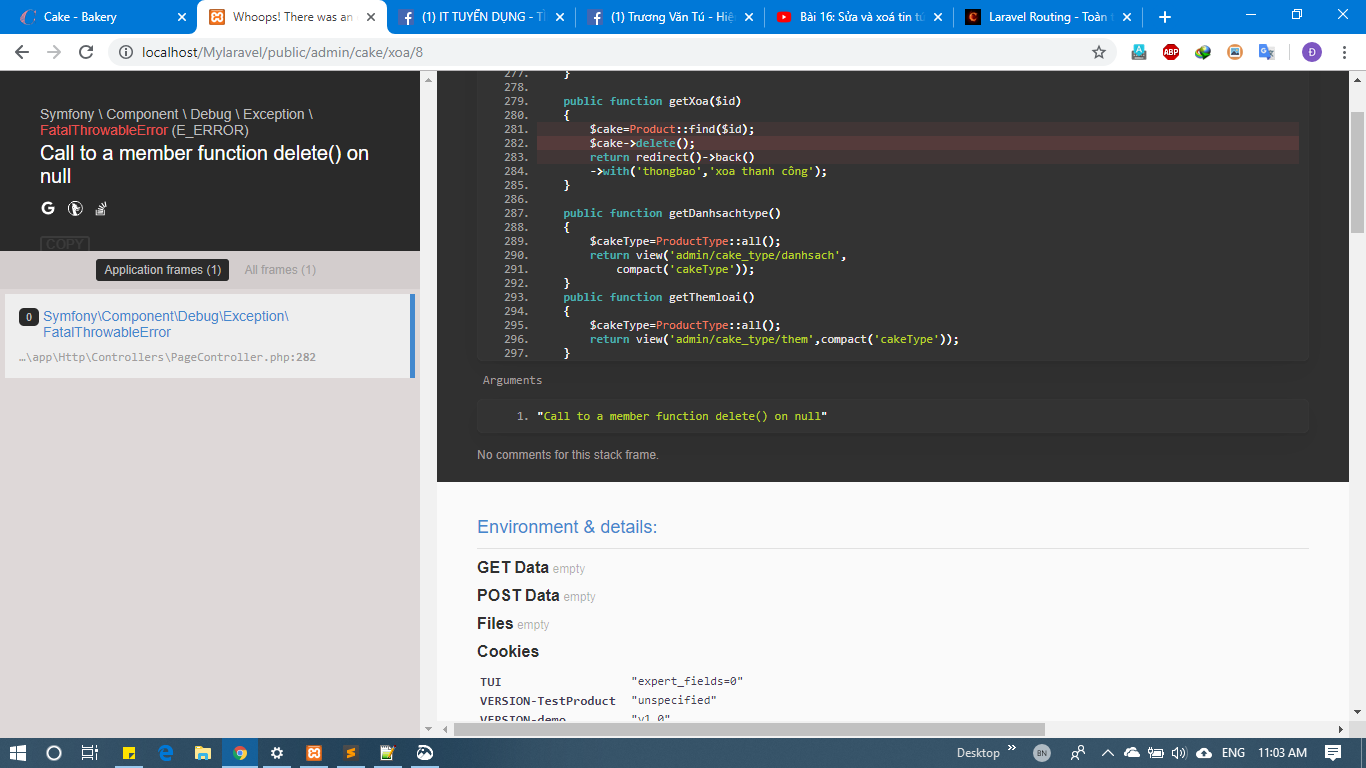 Cake - Bakery
Whoops! There was an
(1) IT TUYỂN DỤNG - T
(1) Trương Văn Tú - Hiệ
Bài 16: Sửa và xoá tin tứ
Laravel Routing - Toàn
localhost/Mylaravel/public/admin/cake/xoa/8
ABP
Đ
Symfony \ Component \ Debug \ Exception \
FatalThrowableError (E_ERROR)
Call to a member function delete() on
null
COPY
Application frames (1)
All frames (1)
0
Symfony\Component\Debug\Exception\
FatalThrowableError
…\app\Http\Controllers\PageController.php:282
277. }
278.
279. public function getXoa($id)
280. {
281. $cake=Product::find($id);
282. $cake->delete();
283. return redirect()->back()
284. ->with('thongbao','xoa thanh công');
285. }
286.
287. public function getDanhsachtype()
288. {
289. $cakeType=ProductType::all();
290. return view('admin/cake_type/danhsach',
291. compact('cakeType'));
292. }
293. public function getThemloai()
294. {
295. $cakeType=ProductType::all();
296. return view('admin/cake_type/them',compact('cakeType'));
297. }
Arguments
1. "Call to a member function delete() on null"
No comments for this stack frame.
Environment & details:
GET Data empty
POST Data empty
Files empty
Cookies
TUI "expert_fields=0"
VERSION-TestProduct "unspecified"
VERSION-demo "v1.0"
Desktop
BN
ENG
11:03 AM